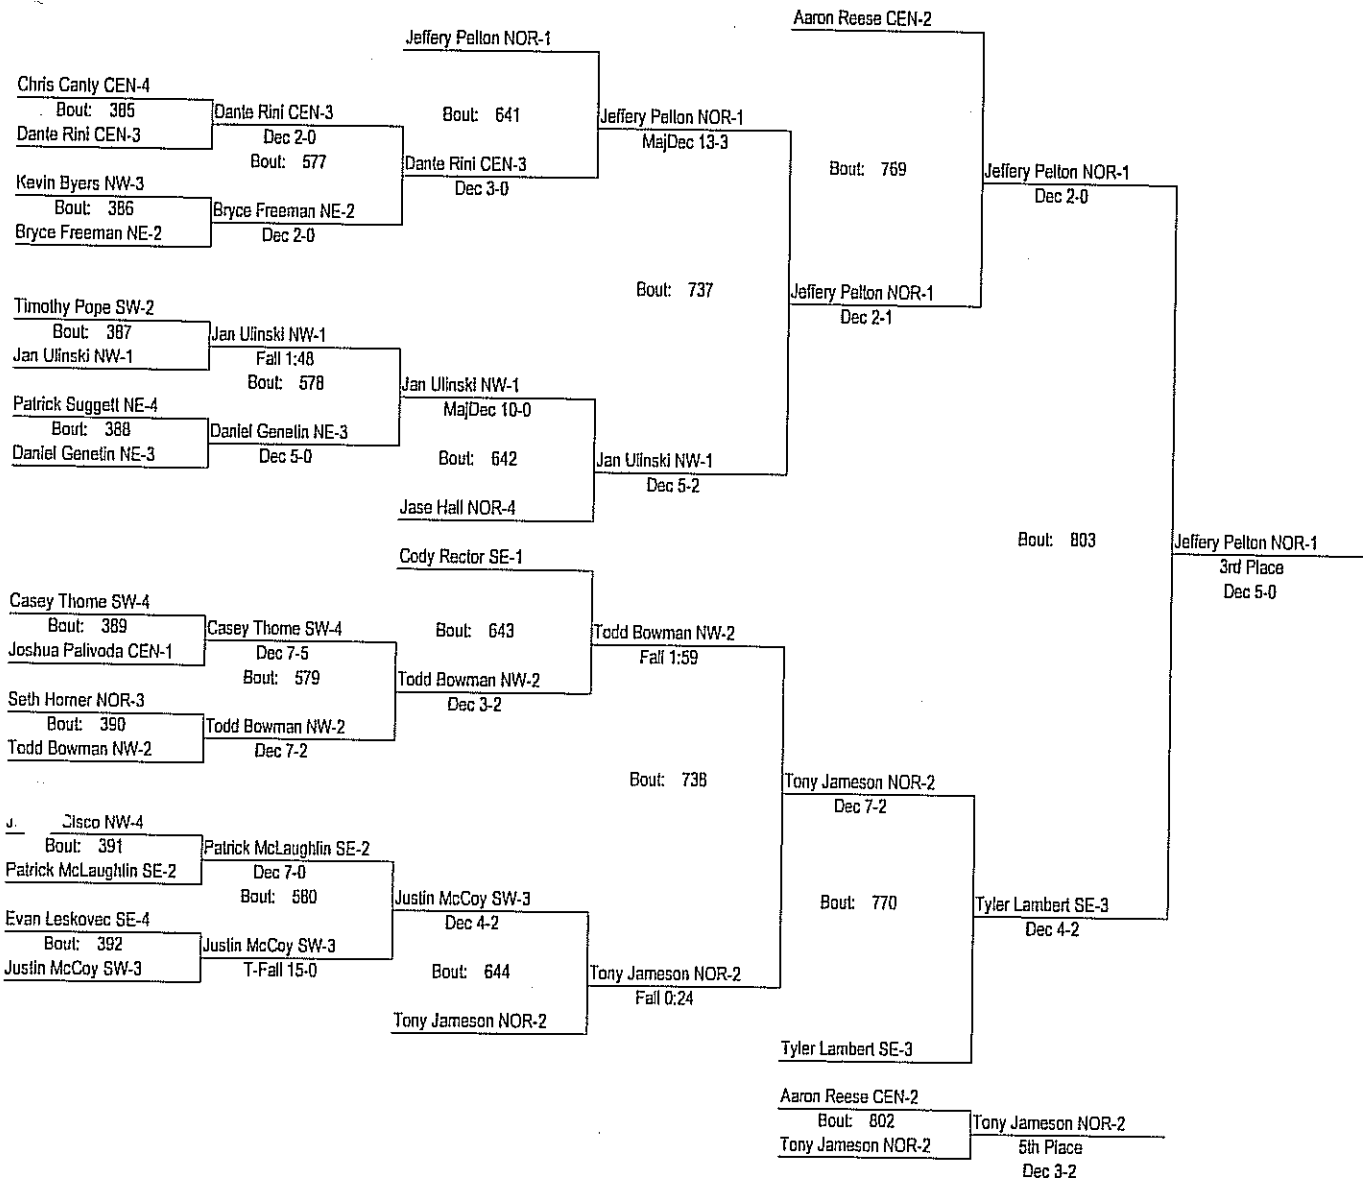 Aaron Reese CEN-2
Jeffery Pelton NOR-1
Chris Canly CEN-4
Bout: 385
Dante Rini CEN-3
Dante Rini CEN-3
Dec 2-0
Bout: 577
Bout: 641
Jeffery Pelton NOR-1
MajDec 13-3
Dante Rini CEN-3
Dec 3-0
Bout: 769
Jeffery Pelton NOR-1
Dec 2-0
Kevin Byers NW-3
Bout: 386
Bryce Freeman NE-2
Bryce Freeman NE-2
Dec 2-0
Bout: 737
Jeffery Pelton NOR-1
Dec 2-1
Timothy Pope SW-2
Bout: 387
Jan Ulinski NW-1
Jan Ulinski NW-1
Fall 1:48
Bout: 578
Jan Ulinski NW-1
MajDec 10-0
Patrick Suggett NE-4
Bout: 388
Daniel Genetin NE-3
Daniel Genetin NE-3
Dec 5-0
Bout: 642
Jan Ulinski NW-1
Dec 5-2
Jase Hall NOR-4
Bout: 803
Jeffery Pelton NOR-1
3rd Place
Dec 5-0
Cody Rector SE-1
Casey Thome SW-4
Bout: 389
Joshua Palivoda CEN-1
Casey Thome SW-4
Dec 7-5
Bout: 579
Bout: 643
Todd Bowman NW-2
Fall 1:59
Todd Bowman NW-2
Dec 3-2
Seth Horner NOR-3
Bout: 390
Todd Bowman NW-2
Todd Bowman NW-2
Dec 7-2
Bout: 738
Tony Jameson NOR-2
Dec 7-2
J. Cisco NW-4
Bout: 391
Patrick McLaughlin SE-2
Patrick McLaughlin SE-2
Dec 7-0
Bout: 580
Justin McCoy SW-3
Dec 4-2
Bout: 770
Tyler Lambert SE-3
Dec 4-2
Evan Leskovec SE-4
Bout: 392
Justin McCoy SW-3
Justin McCoy SW-3
T-Fall 15-0
Bout: 644
Tony Jameson NOR-2
Fall 0:24
Tony Jameson NOR-2
Tyler Lambert SE-3
Aaron Reese CEN-2
Bout: 802
Tony Jameson NOR-2
Tony Jameson NOR-2
5th Place
Dec 3-2